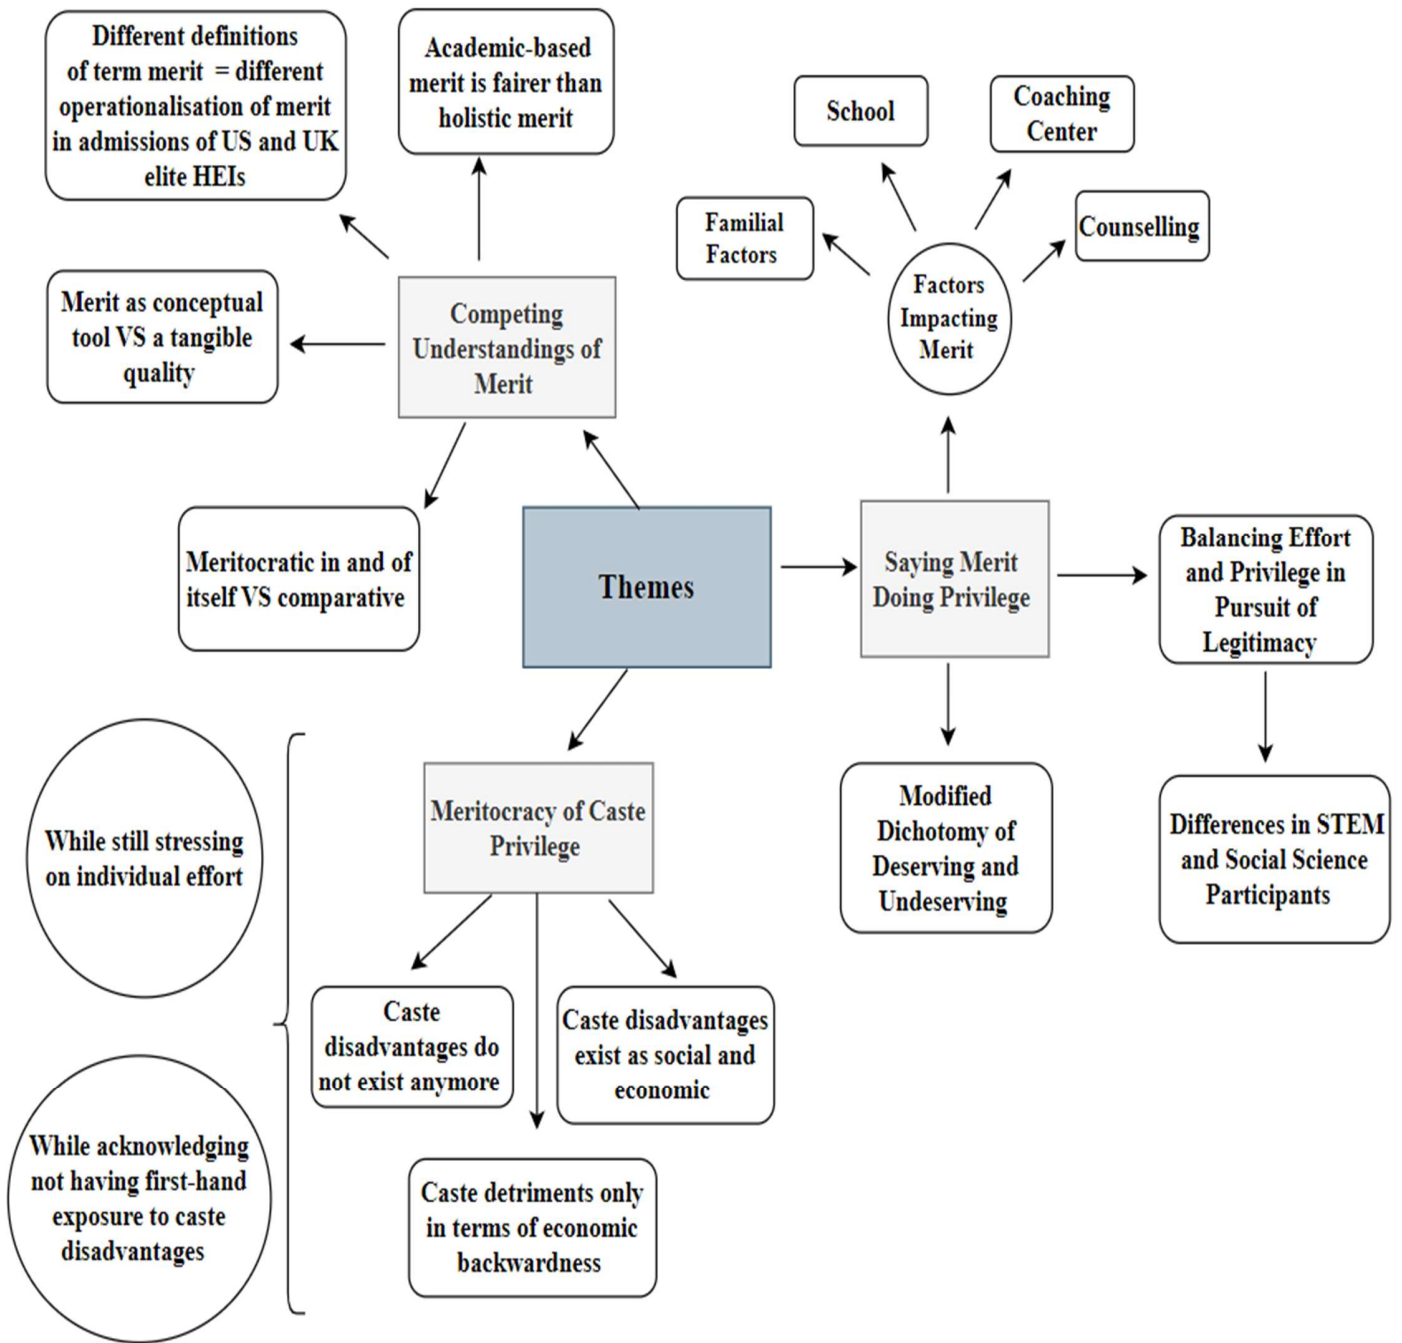 Different definitions
of term merit = different
operationalisation of merit
in admissions of US and UK
elite HEIs
Academic-based
merit is fairer than
holistic merit
School
Coaching
Center
Familial
Factors
Counselling
Factors
Impacting
Merit
Merit as conceptual
tool VS a tangible
quality
Competing
Understandings of
Merit
Meritocratic in and of
itself VS comparative
Themes
Saying Merit
Doing Privilege
Balancing Effort
and Privilege in
Pursuit of
Legitimacy
Modified
Dichotomy of
Deserving and
Undeserving
Differences in STEM
and Social Science
Participants
Meritocracy of Caste
Privilege
While still stressing
on individual effort
Caste
disadvantages do
not exist anymore
Caste disadvantages
exist as social and
economic
While acknowledging
not having first-hand
exposure to caste
disadvantages
Caste detriments only
in terms of economic
backwardness